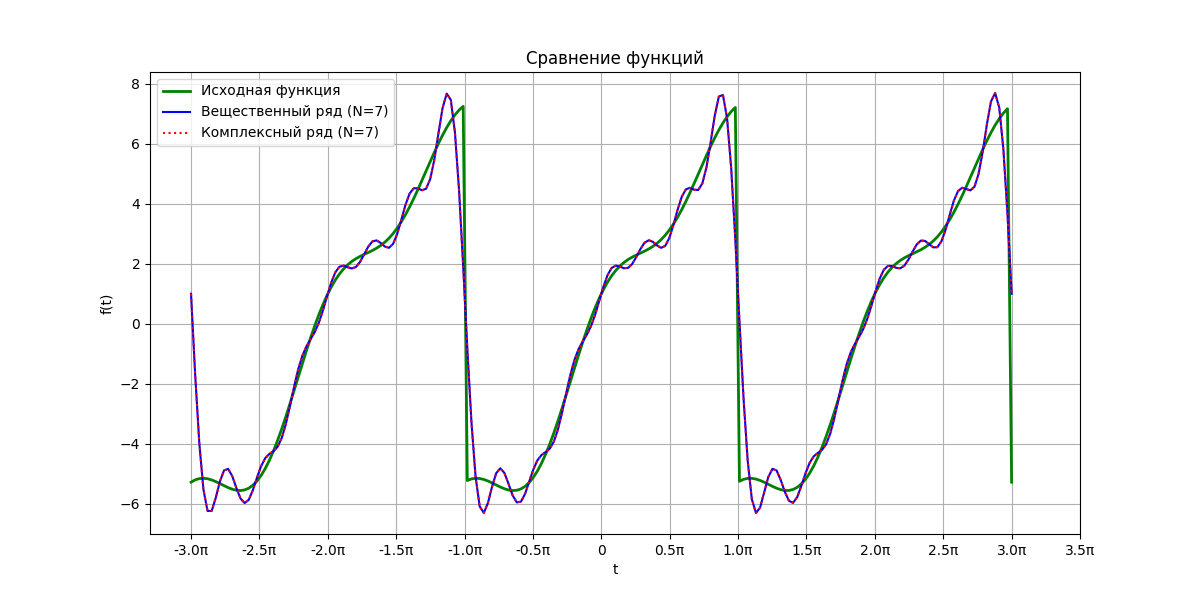 Сравнение функций
Исходная функция
Вещественный ряд (N=7)
Комплексный ряд (N=7)
f(t)
8
6
4
2
0
−2
−4
−6
-3.0π -2.5π -2.0π -1.5π -1.0π -0.5π 0 0.5π 1.0π 1.5π 2.0π 2.5π 3.0π 3.5π
t